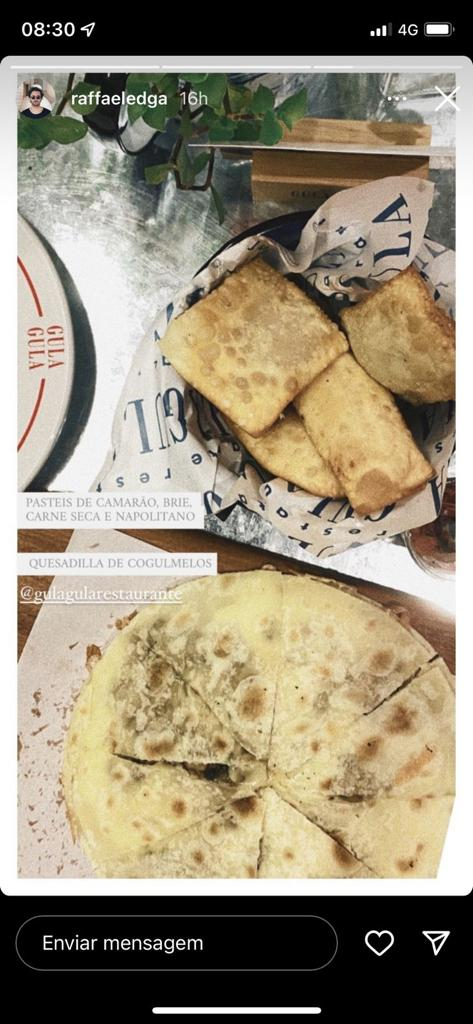 08:30
4G
raffaeledga 16h
GULA
GULA
PASTEIS DE CAMARÃO, BRIE,
CARNE SECA E NAPOLITANO
QUESADILLA DE COGULMELOS
@gulagularestaurante
Enviar mensagem